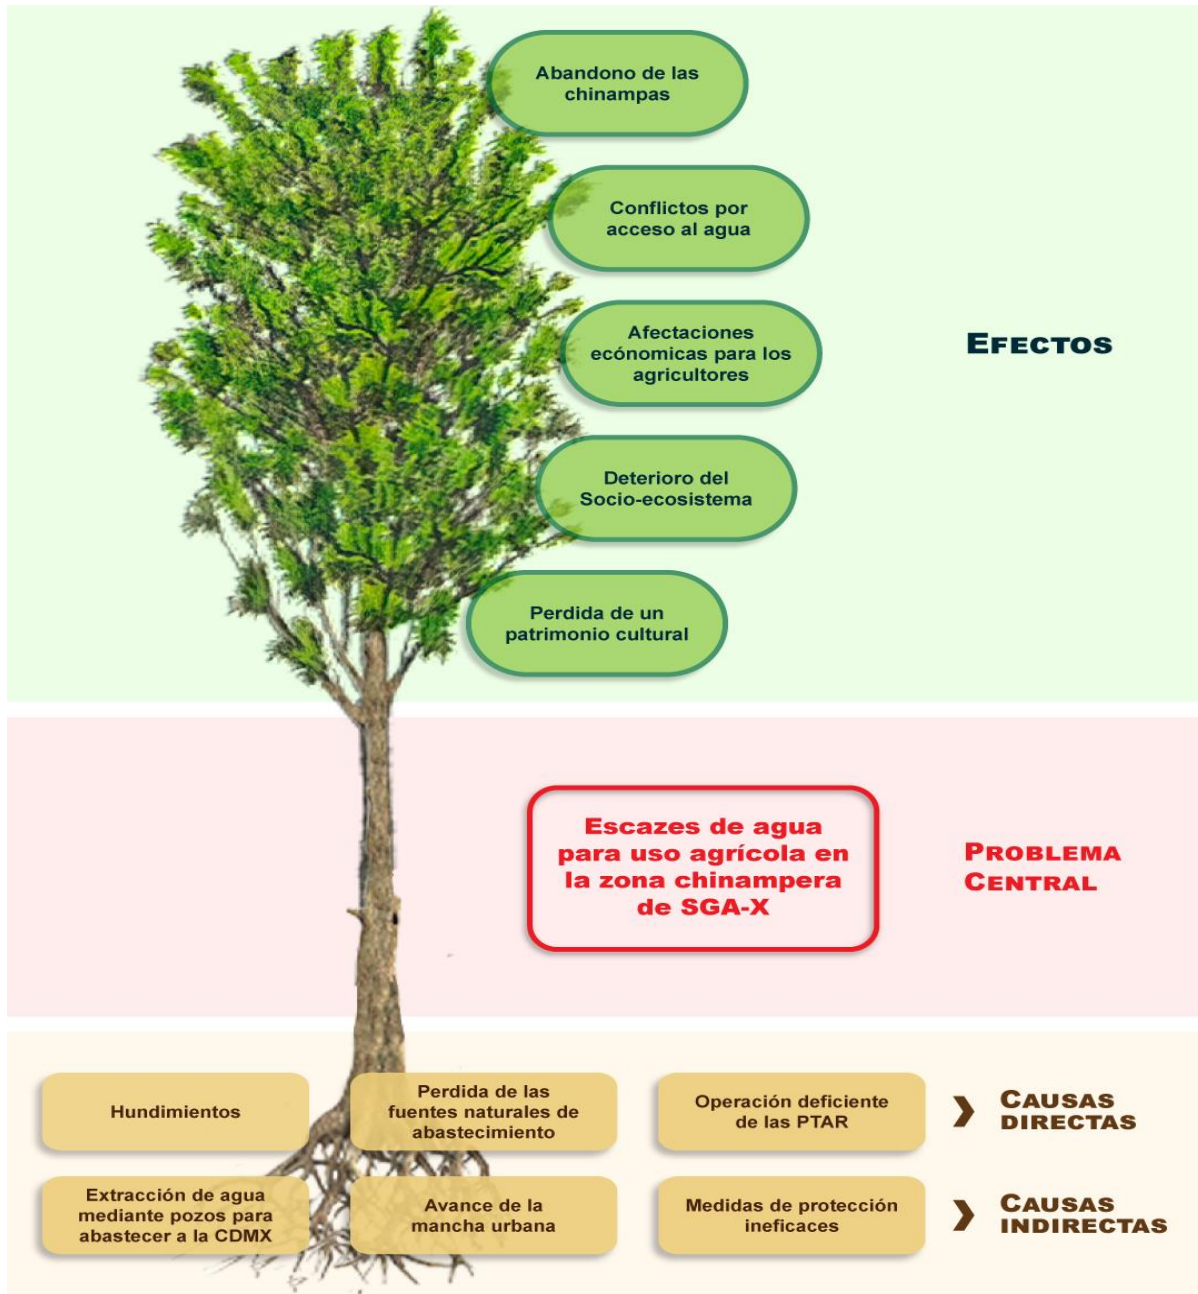 Abandono de las
chinampas
Conflictos por
acceso al agua
Afectaciones
ecónomicas para los
agricultores
EFECTOS
Deterioro del
Socio-ecosistema
Perdida de un
patrimonio cultural
Escazes de agua
para uso agrícola en
la zona chinampera
de SGA-X
PROBLEMA
CENTRAL
Hundimientos
Perdida de las
fuentes naturales de
abastecimiento
Operación deficiente
de las PTAR
CAUSAS
DIRECTAS
Extracción de agua
mediante pozos para
abastecer a la CDMX
Avance de la
mancha urbana
Medidas de protección
ineficaces
CAUSAS
INDIRECTAS